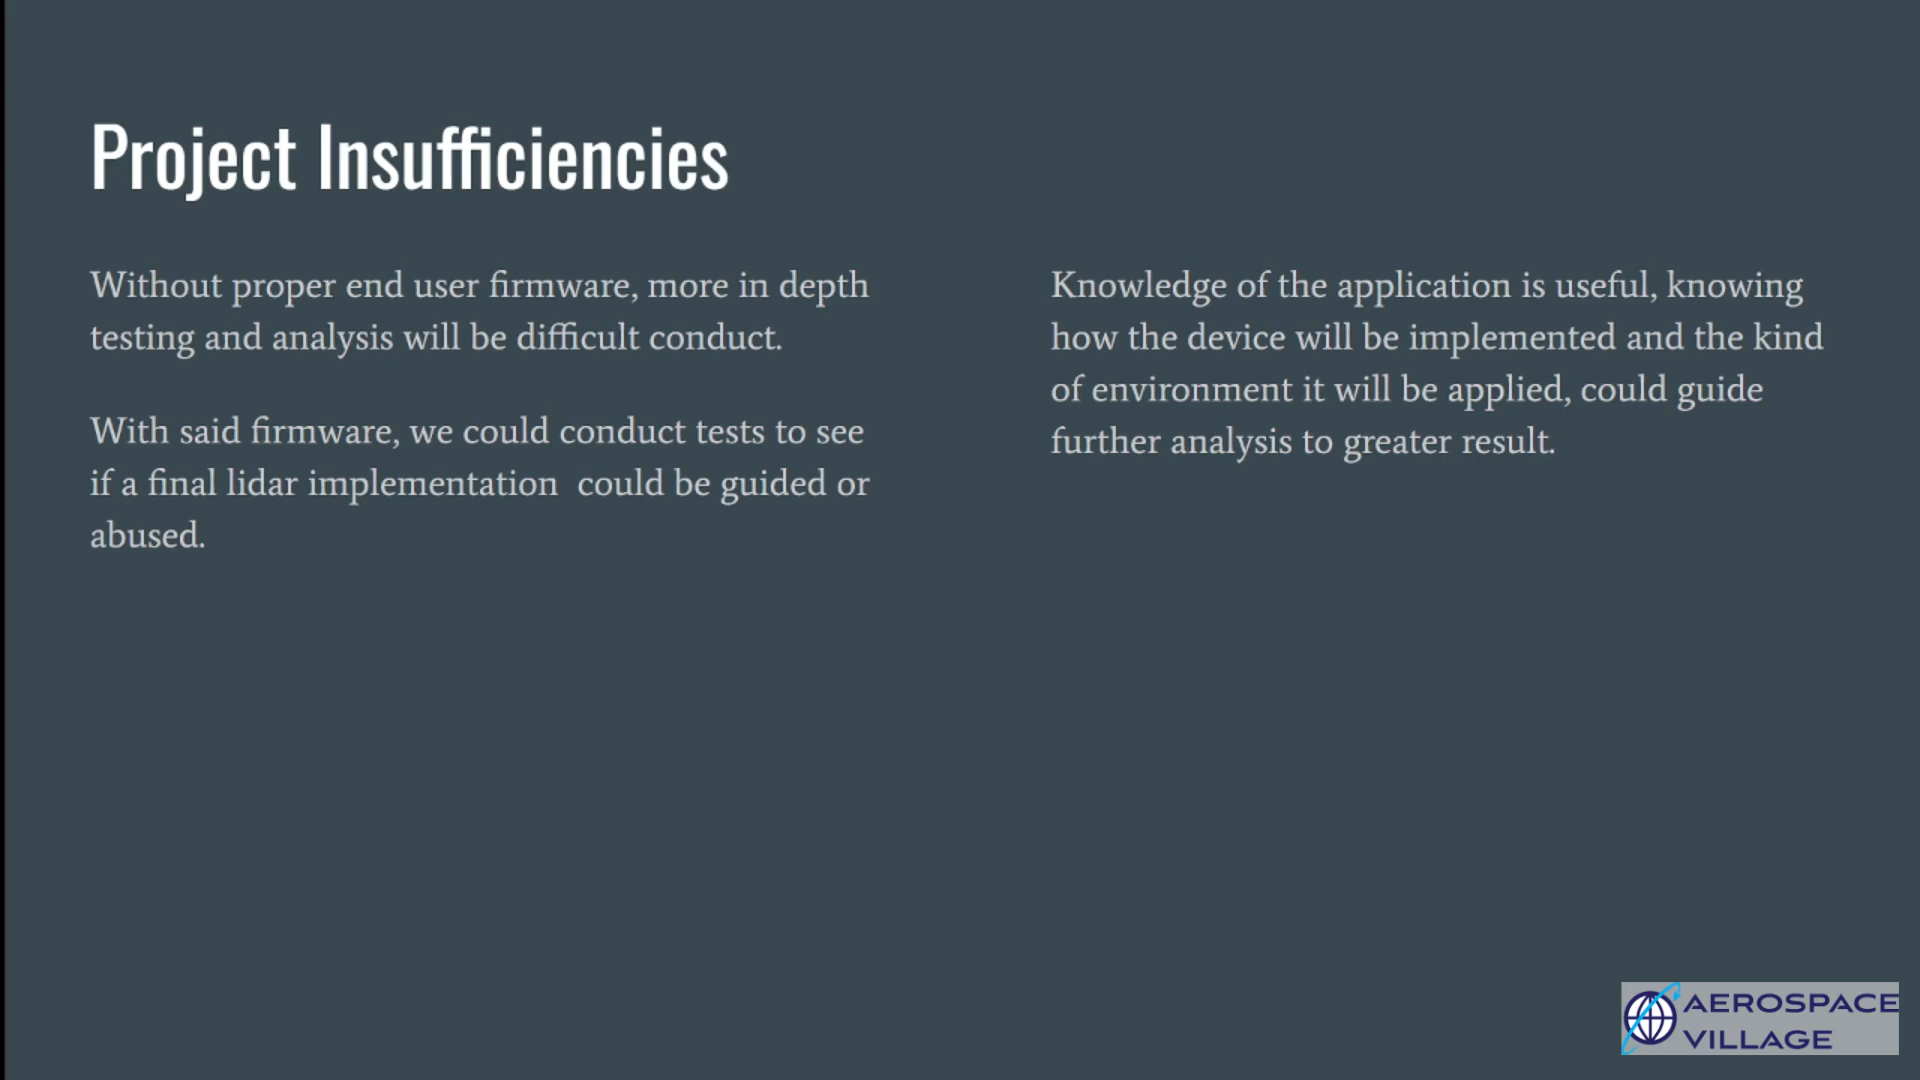 Project Insufficiencies
Without proper end user firmware, more in depth
testing and analysis will be difficult conduct.
With said firmware, we could conduct tests to see
if a final lidar implementation  could be guided or
abused.
Knowledge of the application is useful, knowing
how the device will be implemented and the kind
of environment it will be applied, could guide
further analysis to greater result.
AEROSPACE
VILLAGE